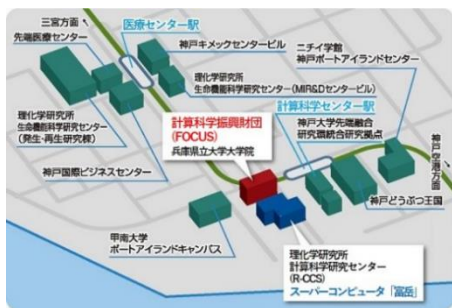 三宮方面
先端医療センター
医療センター駅
神戸キメックセンタービル
ニチイ学館
神戸ポートアイランドセンター
理化学研究所
生命機能科学研究センター(MIR&Dセンタービル)
計算科学センター駅
理化学研究所
生命機能科学研究センター
(発生・再生研究棟)
計算科学振興財団
(FOCUS)
兵庫県立大学大学院
神戸大学先端融合
研究環統合研究拠点
神戸空港方面
神戸国際ビジネスセンター
神戸どうぶつ王国
甲南大学
ポートアイランドキャンパス
理化学研究所
計算科学研究センター
(R-CCS)
スーパーコンピュータ「富岳」